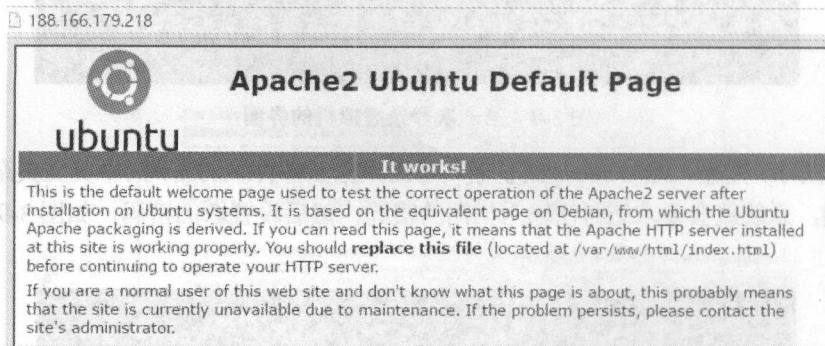 188.166.179.218
Apache2 Ubuntu Default Page
ubuntu
It works!
This is the default welcome page used to test the correct operation of the Apache2 server after
installation on Ubuntu systems. It is based on the equivalent page on Debian, from which the Ubuntu
Apache packaging is derived. If you can read this page, it means that the Apache HTTP server installed
at this site is working properly. You should replace this file (located at /var/www/html/index.html)
before continuing to operate your HTTP server.
If you are a normal user of this web site and don't know what this page is about, this probably means
that the site is currently unavailable due to maintenance. If the problem persists, please contact the
site's administrator.